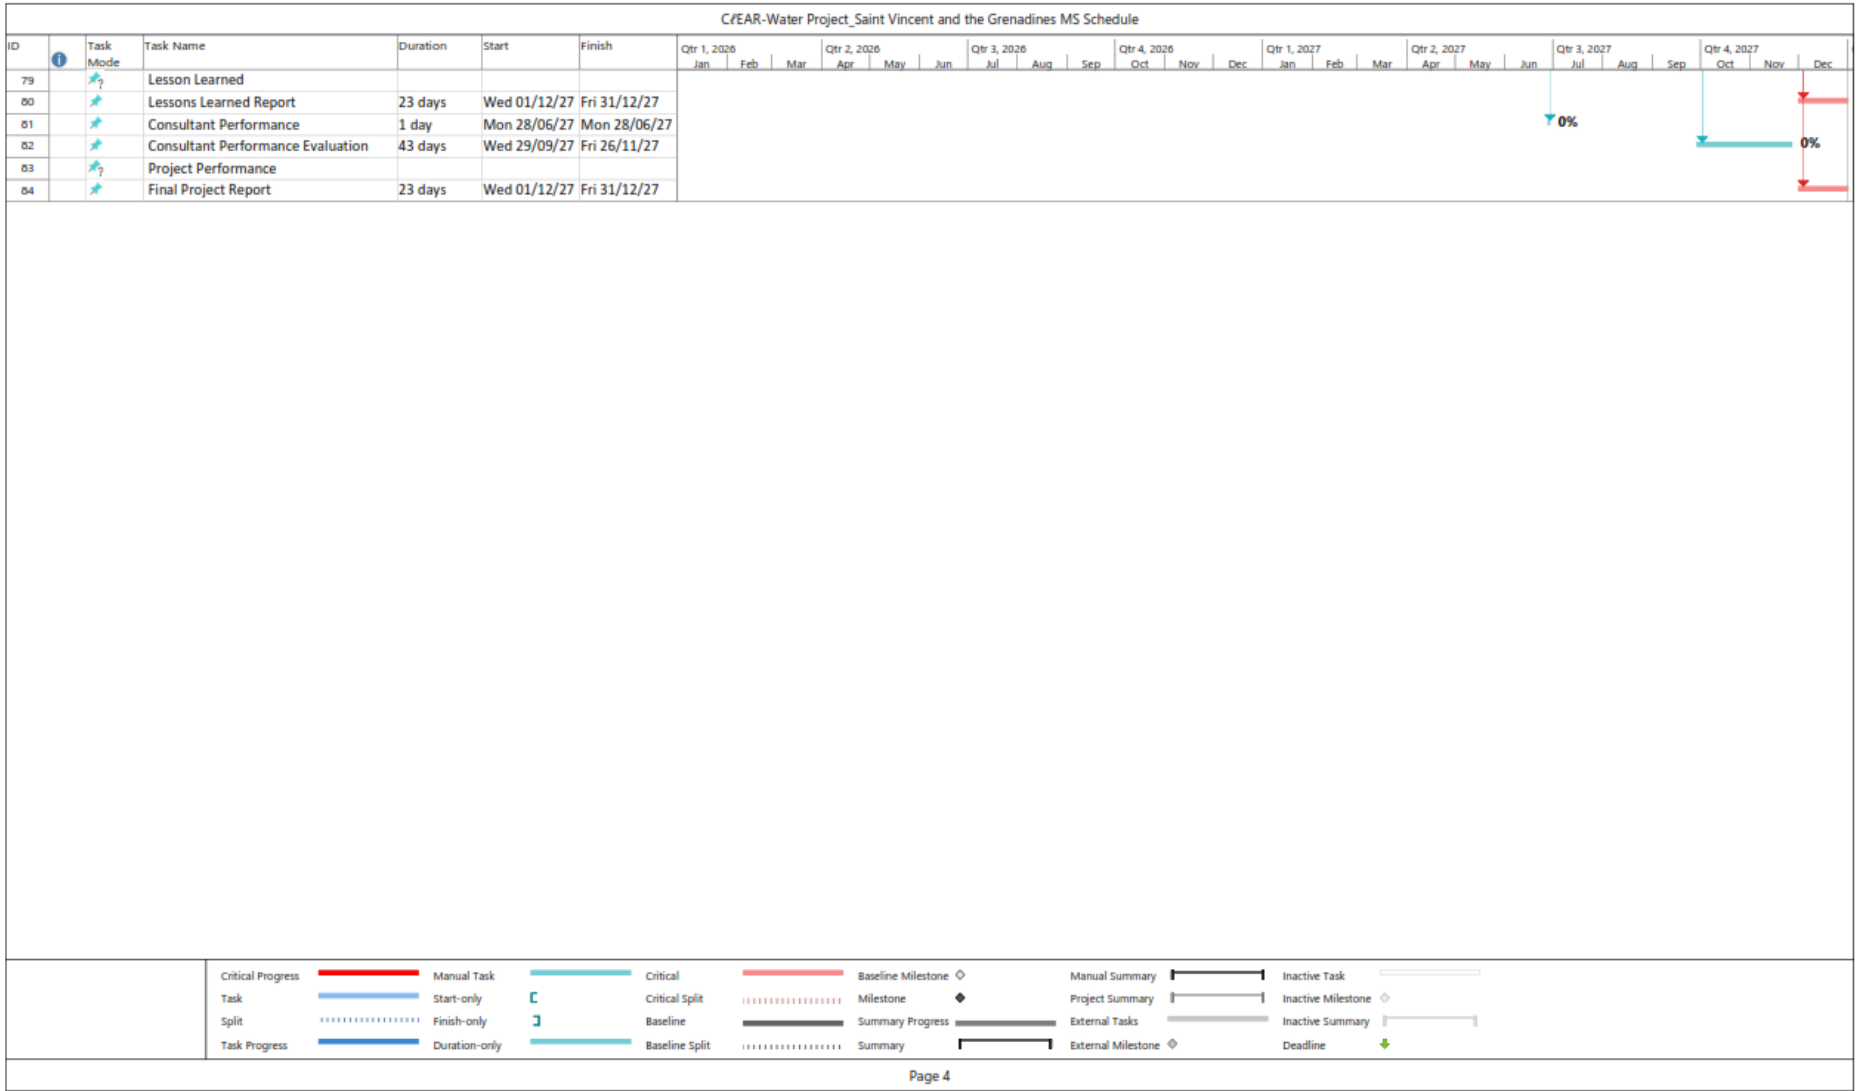 CℓEAR-Water Project_Saint Vincent and the Grenadines MS Schedule
ID Task Mode Task Name Duration Start Finish Qtr 1, 2026 Qtr 2, 2026 Qtr 3, 2026 Qtr 4, 2026 Qtr 1, 2027 Qtr 2, 2027 Qtr 3, 2027 Qtr 4, 2027
Jan Feb Mar Apr May Jun Jul Aug Sep Oct Nov Dec Jan Feb Mar Apr May Jun Jul Aug Sep Oct Nov Dec
79 Lesson Learned
80 Lessons Learned Report 23 days Wed 01/12/27 Fri 31/12/27
81 Consultant Performance 1 day Mon 28/06/27 Mon 28/06/27 0%
82 Consultant Performance Evaluation 43 days Wed 29/09/27 Fri 26/11/27 0%
83 Project Performance
84 Final Project Report 23 days Wed 01/12/27 Fri 31/12/27
Critical Progress Manual Task Critical Baseline Milestone Manual Summary Inactive Task
Task Start-only Critical Split Milestone Project Summary Inactive Milestone
Split Finish-only Baseline Summary Progress External Tasks Inactive Summary
Task Progress Duration-only Baseline Split Summary External Milestone Deadline
Page 4